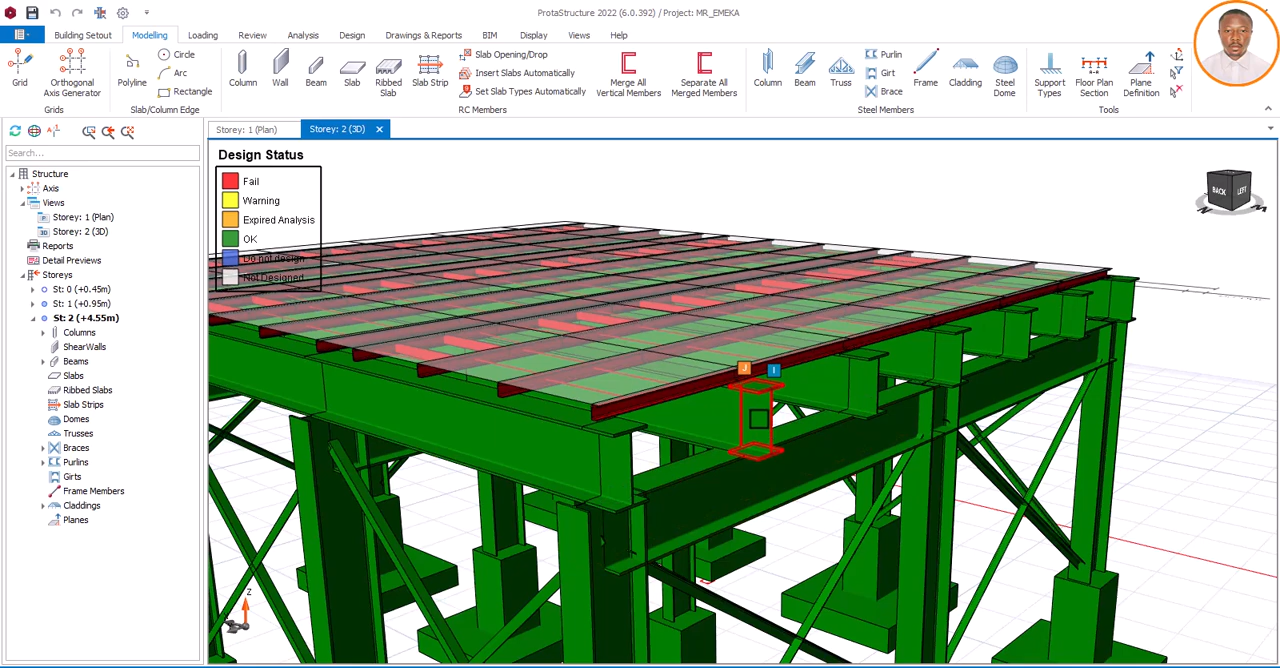 ProtaStructure 2022 (6.0.392) / Project: MR_EMEKA
Building Setout Modelling Loading Review Analysis Design Drawings & Reports BIM Display Views Help
Grid
Orthogonal
Axis Generator
Grids
Polyline
Circle
Arc
Rectangle
Slab/Column Edge
Column
Wall
Beam
Slab
Ribbed
Slab
Slab Strip
Slab Opening/Drop
Insert Slabs Automatically
Set Slab Types Automatically
Merge All
Vertical Members
Separate All
Merged Members
RC Members
Column
Beam
Truss
Purlin
Girt
Brace
Frame
Cladding
Steel
Dome
Steel Members
Support
Types
Floor Plan
Section
Plane
Definition
Tools
Search...
Structure
Axis
Views
Storey: 1 (Plan)
Storey: 2 (3D)
Reports
Detail Previews
Storeys
St: 0 (+0.45m)
St: 1 (+0.95m)
St: 2 (+4.55m)
Columns
ShearWalls
Beams
Slabs
Ribbed Slabs
Slab Strips
Domes
Trusses
Braces
Purlins
Girts
Frame Members
Claddings
Planes
Storey: 1 (Plan)
Storey: 2 (3D)
Design Status
Fail
Warning
Expired Analysis
OK
Do not design
Not Designed
BACK
LEFT
J
I
Z